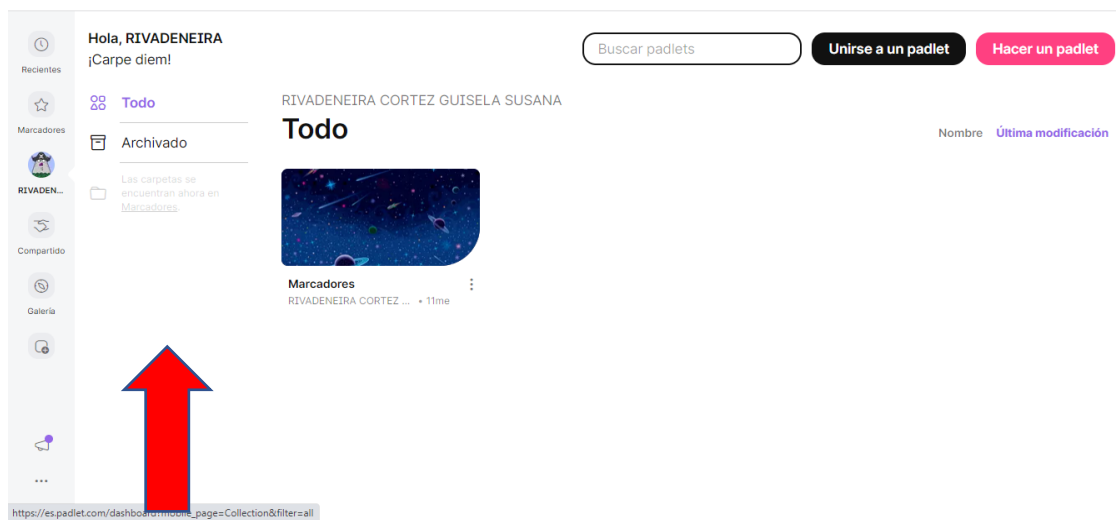 Recientes
Marcadores
RIVADEN...
Compartido
Galería
...
Hola, RIVADENEIRA
¡Carpe diem!
Todo
Archivado
Las carpetas se
encuentran ahora en
Marcadores.
Buscar padlets
Unirse a un padlet
Hacer un padlet
RIVADENEIRA CORTEZ GUISELA SUSANA
Todo
Nombre Última modificación
Marcadores
RIVADENEIRA CORTEZ ... • 11me
https://es.padlet.com/dashboard?mobile_page=Collection&filter=all